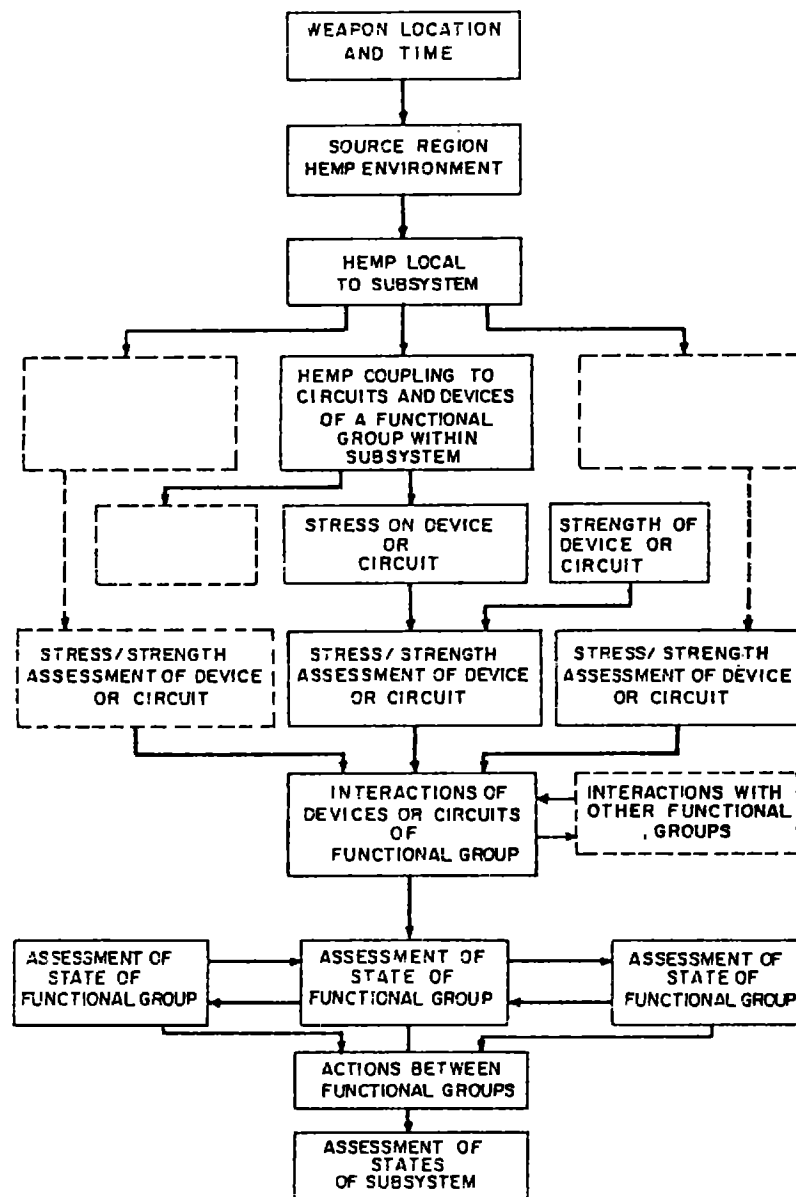 WEAPON LOCATION
AND TIME
SOURCE REGION
HEMP ENVIRONMENT
HEMP LOCAL
TO SUBSYSTEM
HEMP COUPLING TO
CIRCUITS AND DEVICES
OF A FUNCTIONAL
GROUP WITHIN
SUBSYSTEM
STRESS ON DEVICE
OR
CIRCUIT
STRENGTH OF
DEVICE OR
CIRCUIT
STRESS/STRENGTH
ASSESSMENT OF DEVICE
OR CIRCUIT
STRESS/STRENGTH
ASSESSMENT OF DEVICE
OR CIRCUIT
STRESS/STRENGTH
ASSESSMENT OF DEVICE
OR CIRCUIT
INTERACTIONS OF
DEVICES OR CIRCUITS
OF
FUNCTIONAL GROUP
INTERACTIONS WITH
OTHER FUNCTIONAL
GROUPS
ASSESSMENT OF
STATE OF
FUNCTIONAL GROUP
ASSESSMENT OF
STATE OF
FUNCTIONAL GROUP
ASSESSMENT OF
STATE OF
FUNCTIONAL GROUP
ACTIONS BETWEEN
FUNCTIONAL GROUPS
ASSESSMENT OF
STATES
OF SUBSYSTEM